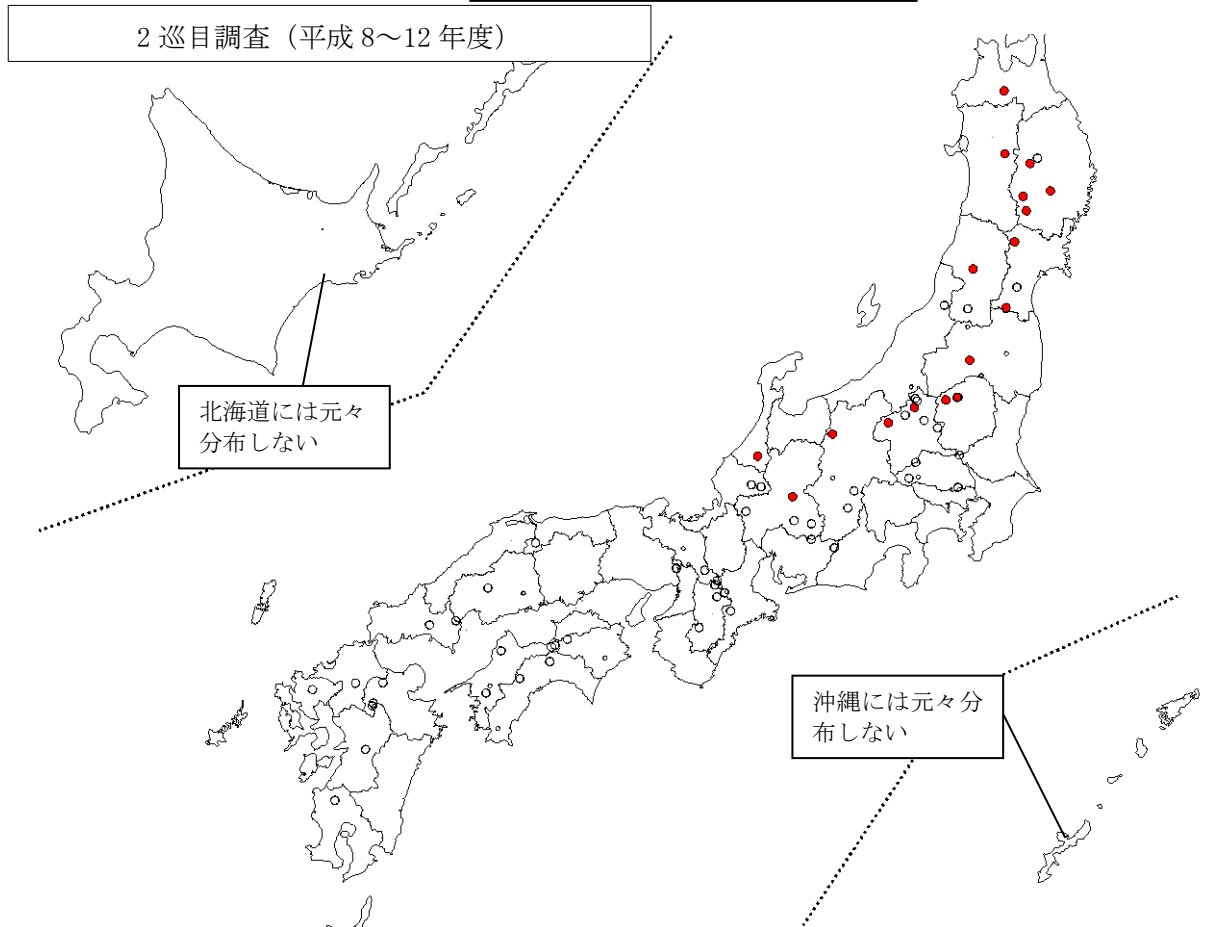 2 巡目調査（平成 8～12 年度）
北海道には元々
分布しない
沖縄には元々分
布しない